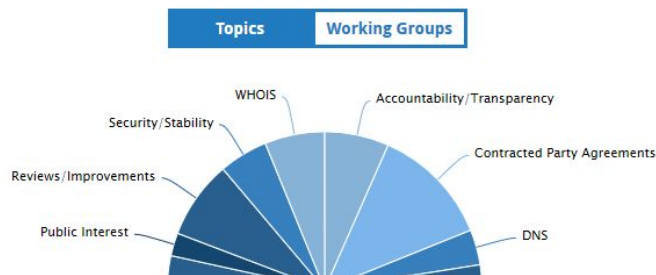 Topics
Working Groups
WHOIS
Accountability/Transparency
Security/Stability
Contracted Party Agreements
Reviews/Improvements
Public Interest
DNS